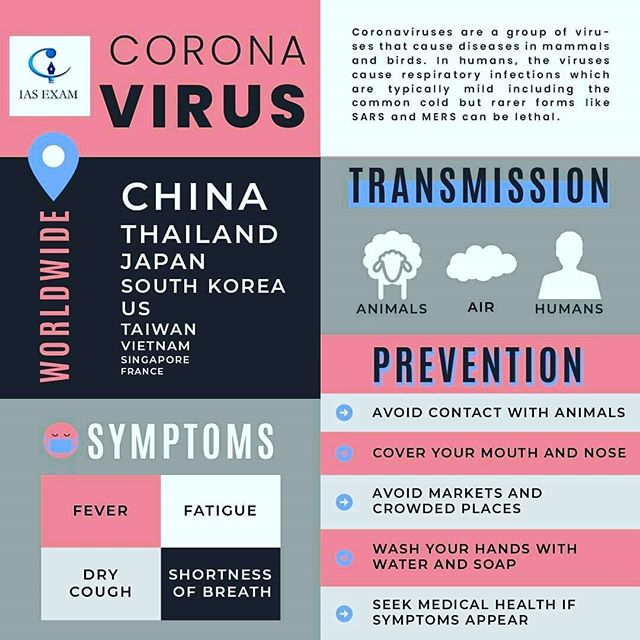 IAS EXAM
CORONA
VIRUS
Coronaviruses are a group of viru-
ses that cause diseases in mammals
and birds. In humans, the viruses
cause respiratory infections which
are typically mild including the
common cold but rarer forms like
SARS and MERS can be lethal.
WORLDWIDE
CHINA
THAILAND
JAPAN
SOUTH KOREA
US
TAIWAN
VIETNAM
SINGAPORE
FRANCE
TRANSMISSION
ANIMALS
AIR
HUMANS
SYMPTOMS
FEVER
FATIGUE
DRY
COUGH
SHORTNESS
OF BREATH
PREVENTION
AVOID CONTACT WITH ANIMALS
COVER YOUR MOUTH AND NOSE
AVOID MARKETS AND
CROWDED PLACES
WASH YOUR HANDS WITH
WATER AND SOAP
SEEK MEDICAL HEALTH IF
SYMPTOMS APPEAR